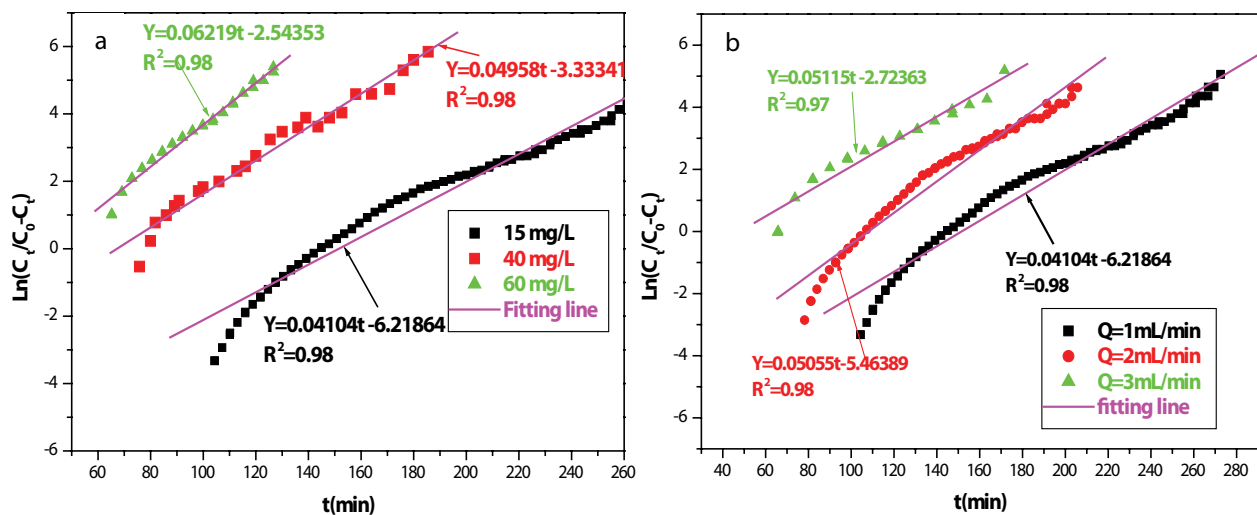 a
Y=0.06219t -2.54353
R²=0.98
Y=0.04958t -3.33341
R²=0.98
Y=0.04104t -6.21864
R²=0.98
15 mg/L
40 mg/L
60 mg/L
Fitting line
6
4
2
0
-2
-4
-6
Ln(Cₜ/C₀-Cₜ)
60 80 100 120 140 160 180 200 220 240 260
t(min)
b
Y=0.05115t -2.72363
R²=0.97
Y=0.04104t -6.21864
R²=0.98
Y=0.05055t-5.46389
R²=0.98
Q=1mL/min
Q=2mL/min
Q=3mL/min
fitting line
6
4
2
0
-2
-4
-6
Ln(Cₜ/C₀-Cₜ)
40 60 80 100 120 140 160 180 200 220 240 260 280
t(min)